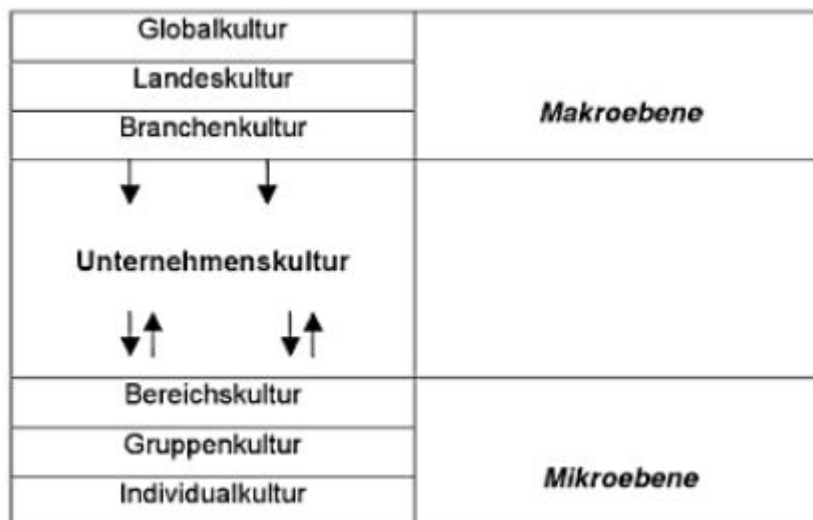 Globalkultur
Landeskultur
Branchenkultur
Makroebene
Unternehmenskultur
Bereichskultur
Gruppenkultur
Individualkultur
Mikroebene